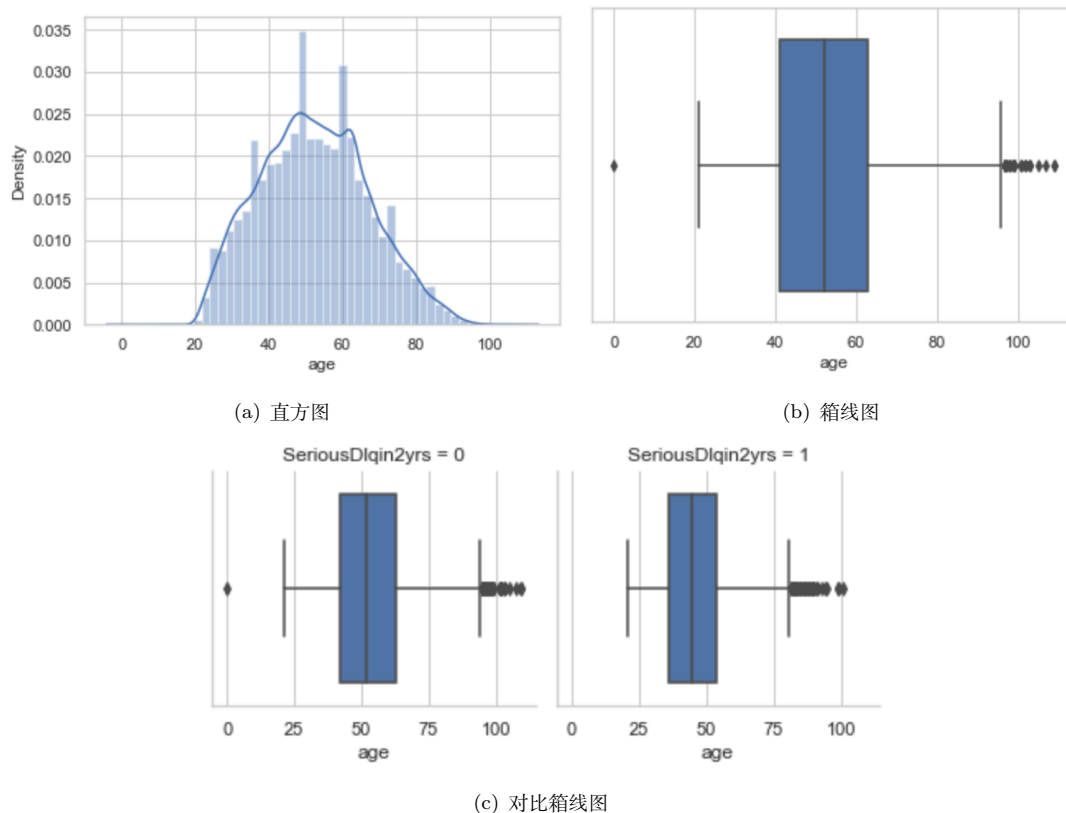 0.035
0.030
0.025
0.020
0.015
0.010
0.005
0.000
Density
0 20 40 60 80 100
age
0 20 40 60 80 100
age
(a) 直方图
(b) 箱线图
SeriousDlqin2yrs = 0
SeriousDlqin2yrs = 1
0 25 50 75 100
age
0 25 50 75 100
age
(c) 对比箱线图